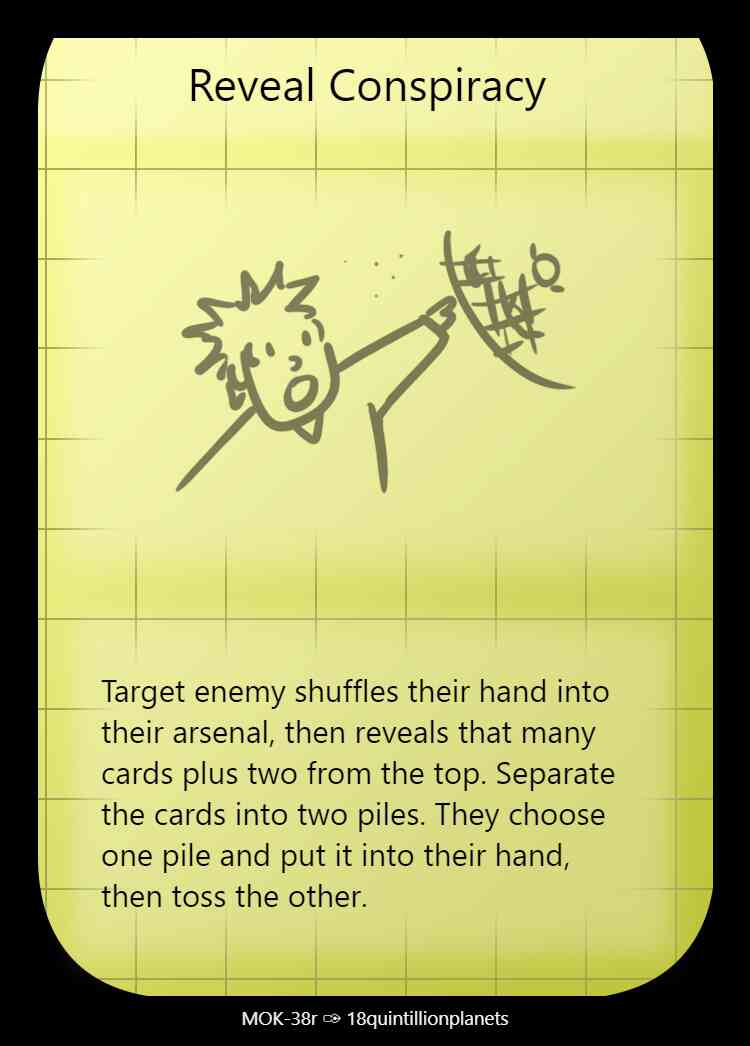 Reveal Conspiracy
Target enemy shuffles their hand into
their arsenal, then reveals that many
cards plus two from the top. Separate
the cards into two piles. They choose
one pile and put it into their hand,
then toss the other.
MOK-38r ⚩ 18quintillionplanets